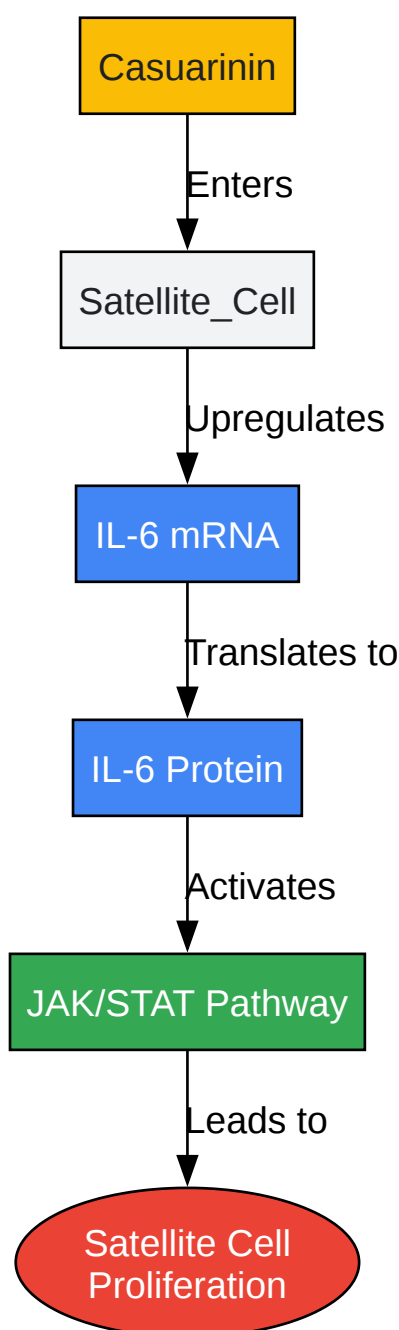 Casuarinin
Enters
Satellite_Cell
Upregulates
IL-6 mRNA
Translates to
IL-6 Protein
Activates
JAK/STAT Pathway
Leads to
Satellite Cell
Proliferation